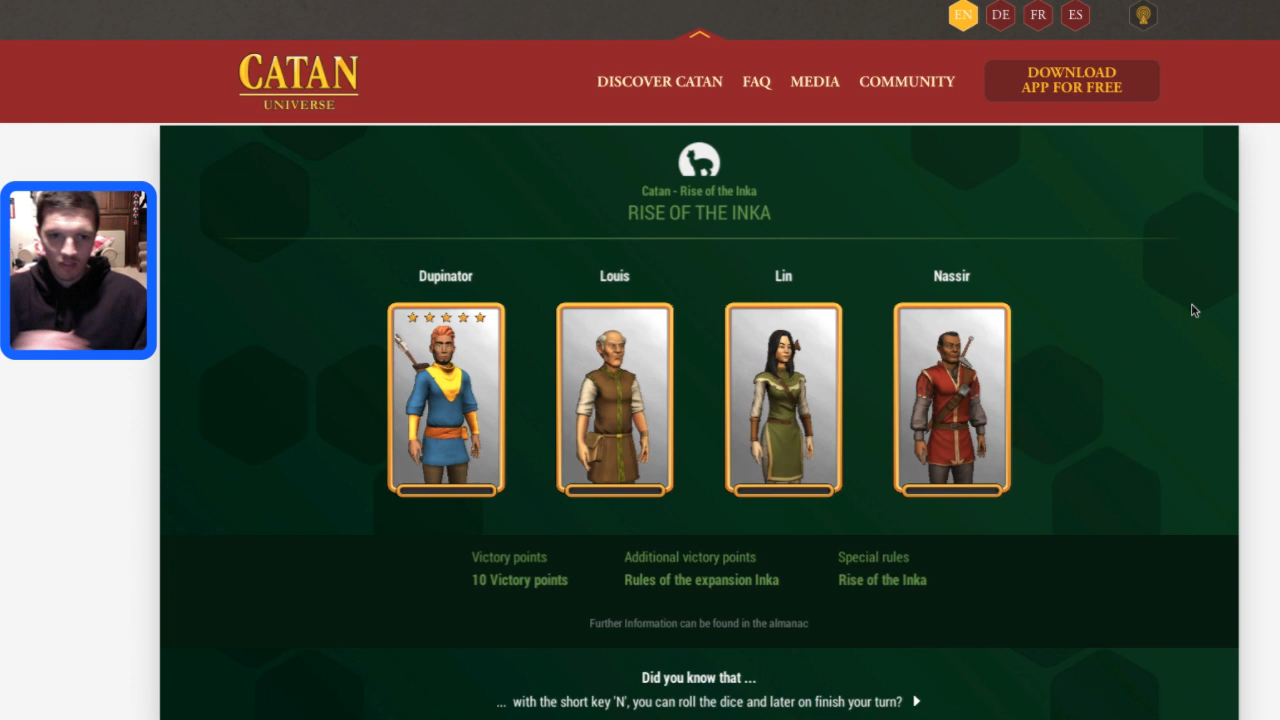 EN DE FR ES
CATAN
UNIVERSE
DISCOVER CATAN FAQ MEDIA COMMUNITY
DOWNLOAD
APP FOR FREE
Catan - Rise of the Inka
RISE OF THE INKA
Dupinator Louis Lin Nassir
Victory points Additional victory points Special rules
10 Victory points Rules of the expansion Inka Rise of the Inka
Further Information can be found in the almanac
Did you know that ...
... with the short key 'N', you can roll the dice and later on finish your turn?